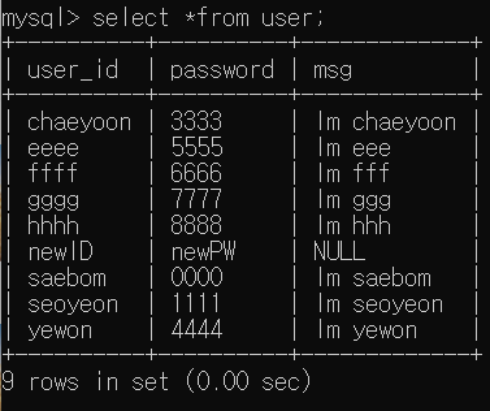 mysql> select *from user;
+----------+----------+-------------+
| user_id | password | msg |
+----------+----------+-------------+
| chaeyoon | 3333 | Im chaeyoon |
| eeee | 5555 | Im eee |
| ffff | 6666 | Im fff |
| gggg | 7777 | Im ggg |
| hhhh | 8888 | Im hhh |
| newID | newPW | NULL |
| saebom | 0000 | Im saebom |
| seoyeon | 1111 | Im seoyeon |
| yewon | 4444 | Im yewon |
+----------+----------+-------------+
9 rows in set (0.00 sec)